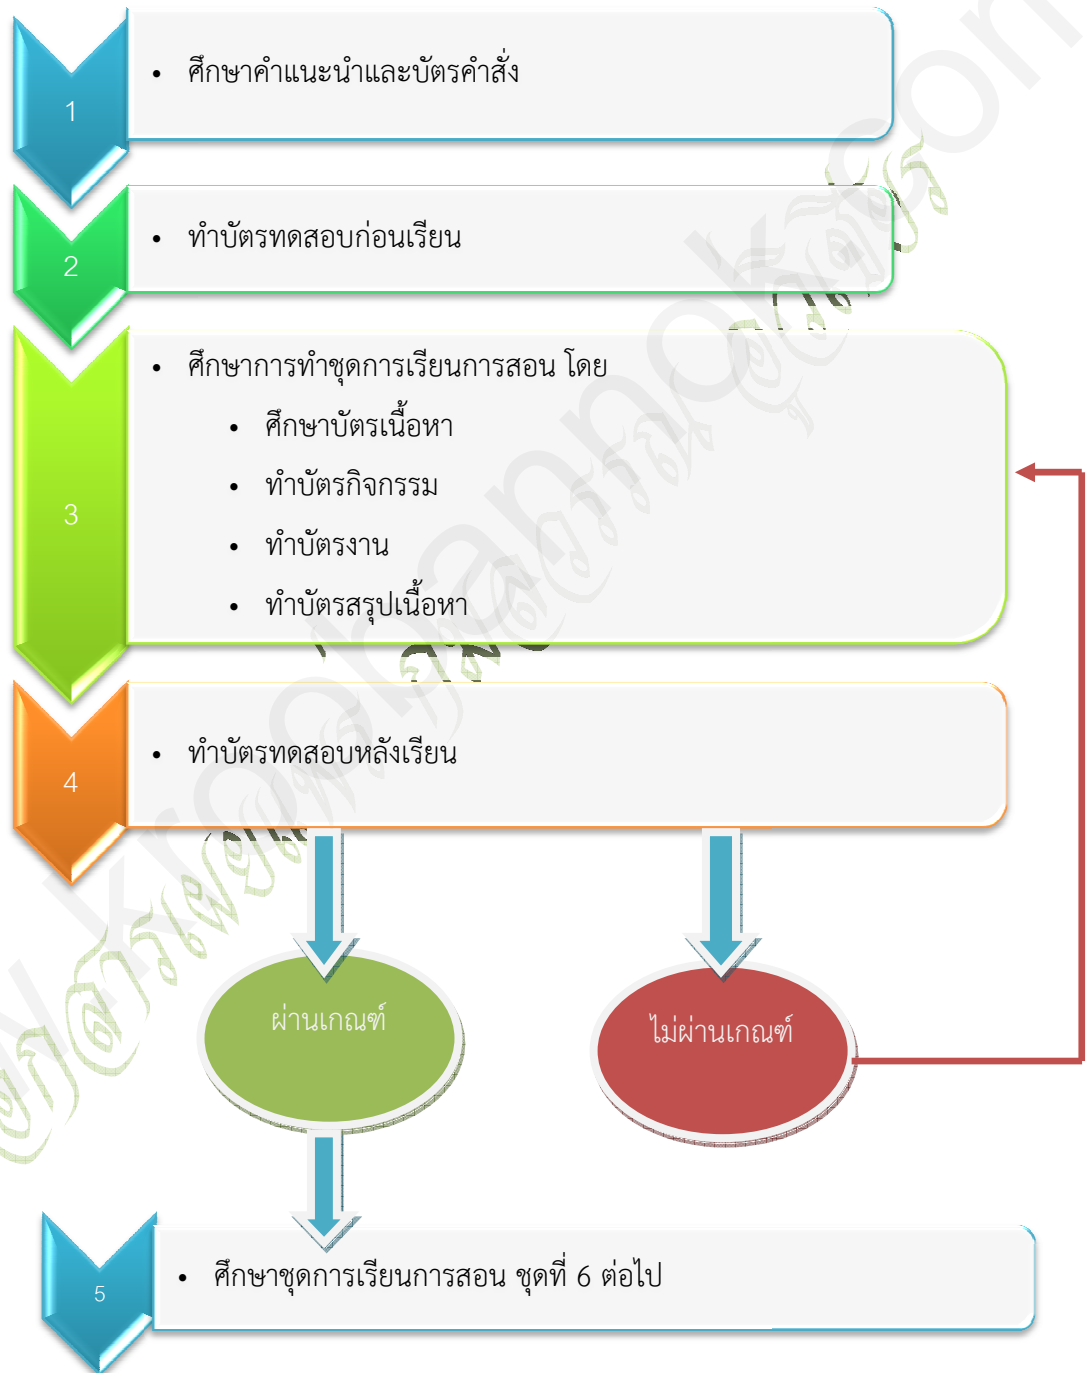 1
• ศึกษาคำแนะนำและบัตรคำสั่ง
2
• ทำบัตรทดสอบก่อนเรียน
3
• ศึกษาการทำชุดการเรียนการสอน โดย
• ศึกษาบัตรเนื้อหา
• ทำบัตรกิจกรรม
• ทำบัตรงาน
• ทำบัตรสรุปเนื้อหา
4
• ทำบัตรทดสอบหลังเรียน
ผ่านเกณฑ์
ไม่ผ่านเกณฑ์
5
• ศึกษาชุดการเรียนการสอน ชุดที่ 6 ต่อไป